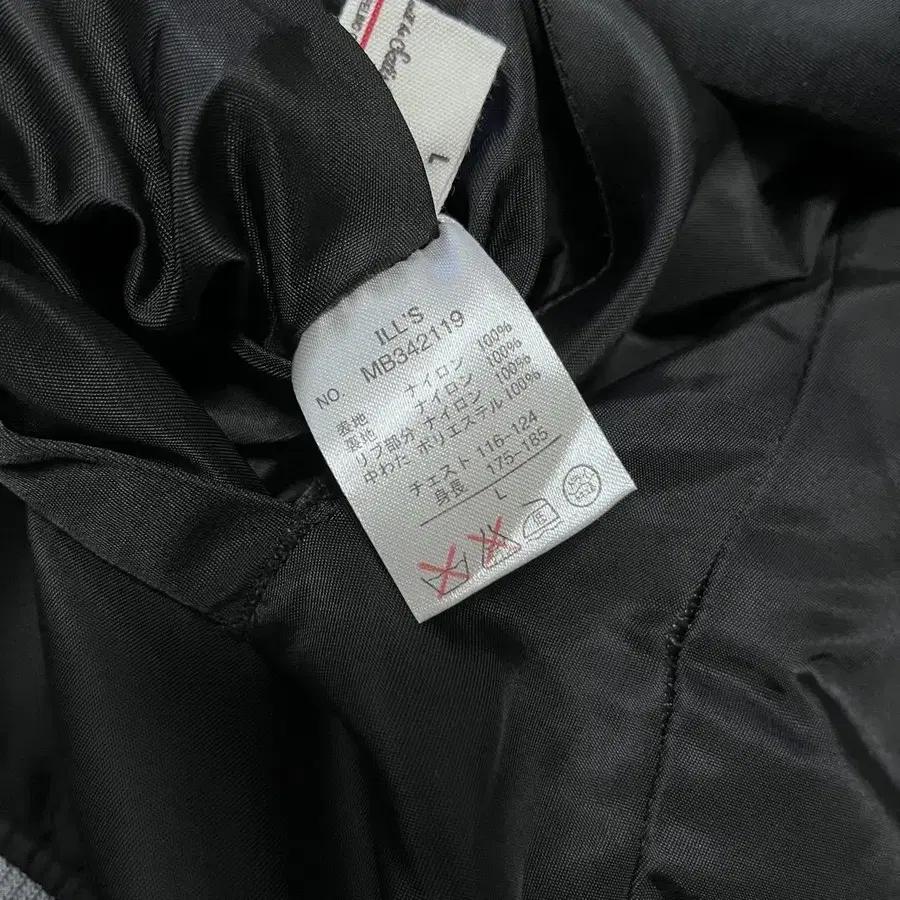 L
ILL'S
NO. MB342119
表地 ナイロン 100%
裏地 ナイロン 100%
リブ部分 ナイロン 100%
中わた ポリエステル 100%
チェスト 116-124
身長 175-185
L